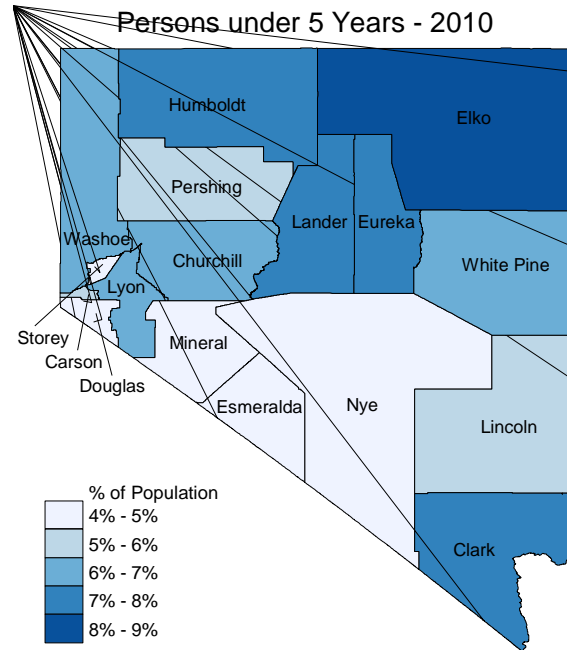 Persons under 5 Years - 2010
Humboldt
Elko
Pershing
Lander
Eureka
Washoe
Churchill
White Pine
Lyon
Storey
Mineral
Carson
Douglas
Esmeralda
Nye
Lincoln
% of Population
4% - 5%
5% - 6%
6% - 7%
7% - 8%
8% - 9%
Clark